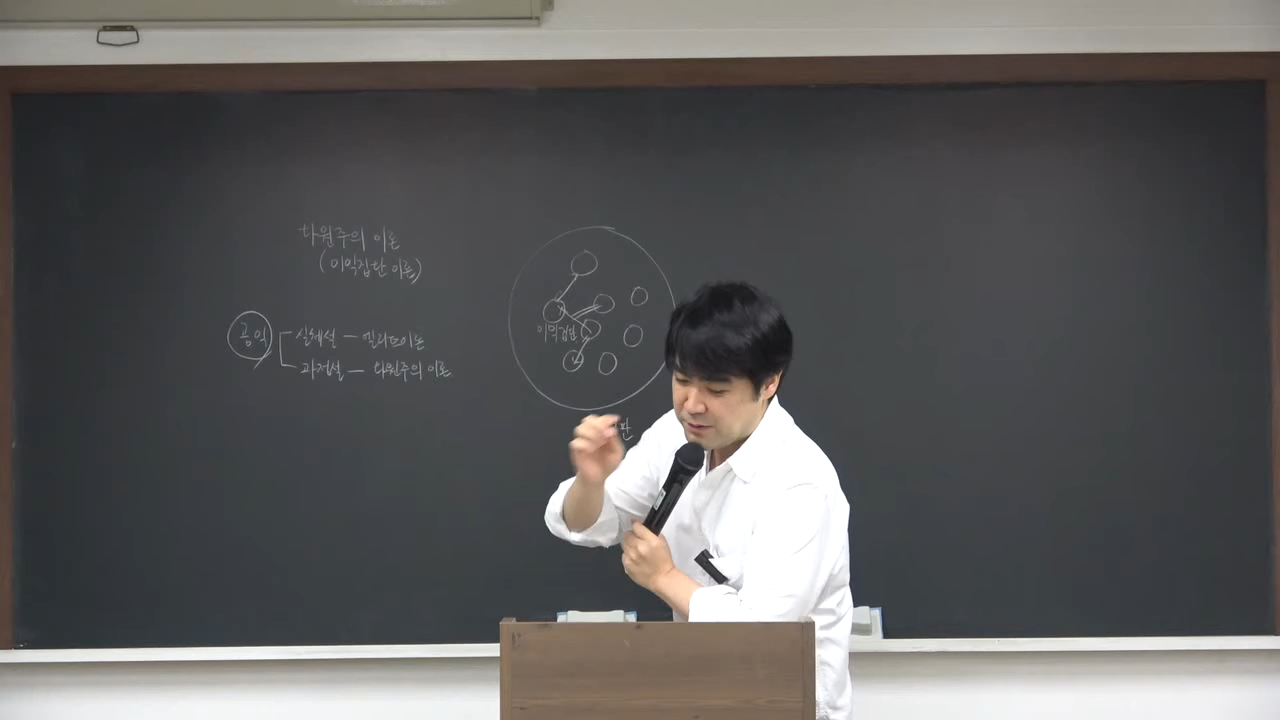 다원주의 이론
(이익집단 이론)
공익
실체설 — 엘리트이론
과정설 — 다원주의 이론
이익집단
판